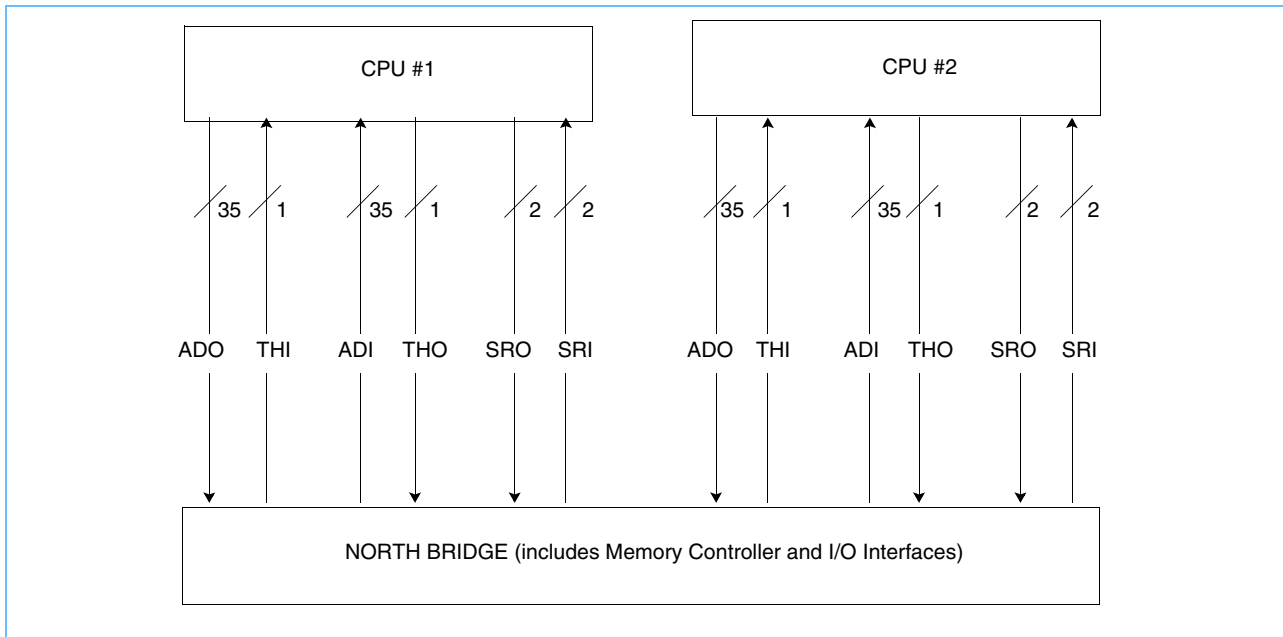 CPU #1 CPU #2
35 1 35 1 2 2 35 1 35 1 2 2
ADO THI ADI THO SRO SRI ADO THI ADI THO SRO SRI
NORTH BRIDGE (includes Memory Controller and I/O Interfaces)